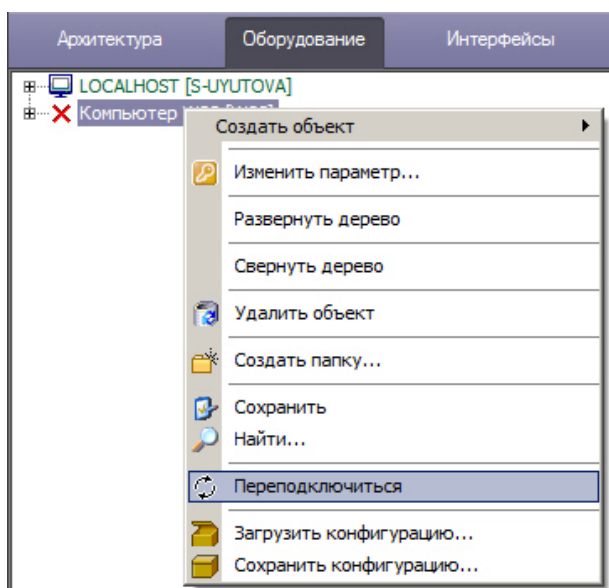 Архитектура Оборудование Интерфейсы
LOCALHOST [S-UYUTOVA]
Компьютер
Создать объект
Изменить параметр...
Развернуть дерево
Свернуть дерево
Удалить объект
Создать папку...
Сохранить
Найти...
Переподключиться
Загрузить конфигурацию...
Сохранить конфигурацию...